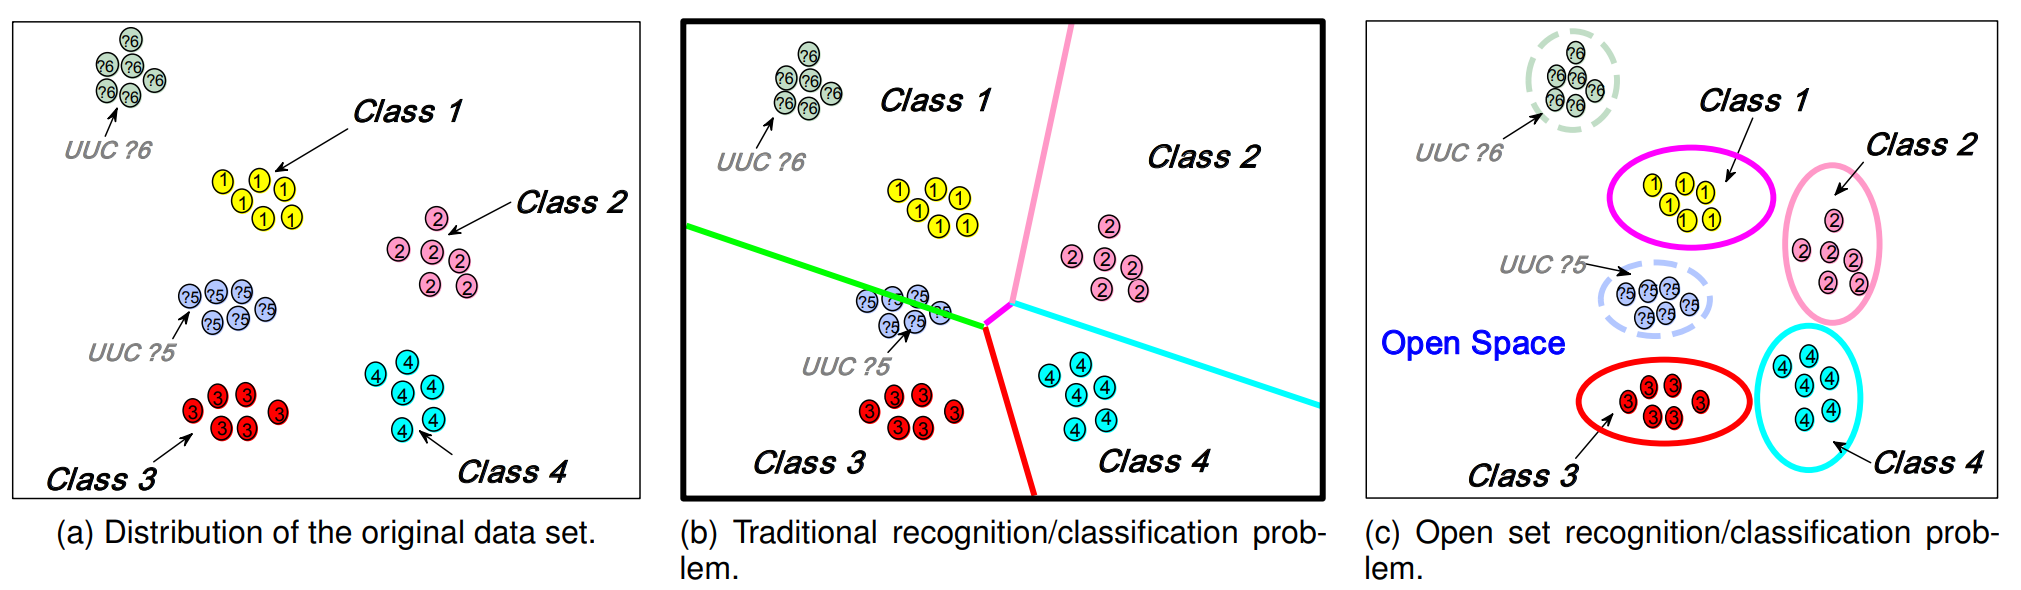 ?6
?6 ?6 ?6
?6 ?6
UUC ?6
Class 1
1 1 1
1
1 1
Class 2
2
2 2 2
2 2
?5 ?5 ?5 ?5
?5 ?5
UUC ?5
4
4 4 4
4 4
3 3
3 3
3 3
Class 3
Class 4
(a) Distribution of the original data set.
?6
?6 ?6 ?6
?6 ?6
UUC ?6
Class 1
Class 2
1 1 1
1
1 1
2
2 2 2
2 2
?5 ?5 ?5 ?5
?5 ?5
UUC ?5
4
4 4 4
4 4
3 3
3 3
3 3
Class 3
Class 4
(b) Traditional recognition/classification prob-
lem.
?6
?6 ?6 ?6
?6 ?6
UUC ?6
Class 1
Class 2
1 1 1
1
1 1
2
2 2 2
2 2
UUC ?5
?5 ?5 ?5 ?5
?5 ?5
Open Space
4
4 4 4
4 4
3 3
3 3
3 3
Class 3
Class 4
(c) Open set recognition/classification prob-
lem.